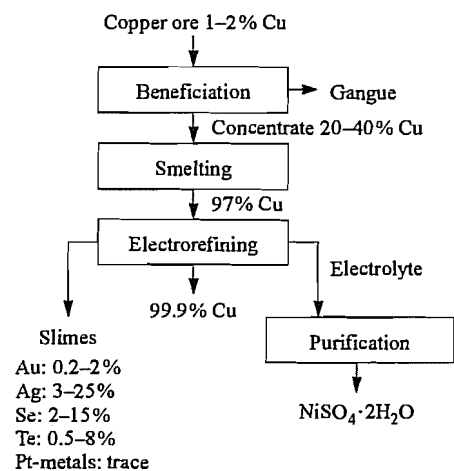 Copper ore 1–2% Cu
Beneficiation
Gangue
Concentrate 20–40% Cu
Smelting
97% Cu
Electrorefining
Electrolyte
99.9% Cu
Slimes
Au: 0.2–2%
Ag: 3–25%
Se: 2–15%
Te: 0.5–8%
Pt-metals: trace
Purification
NiSO₄·2H₂O